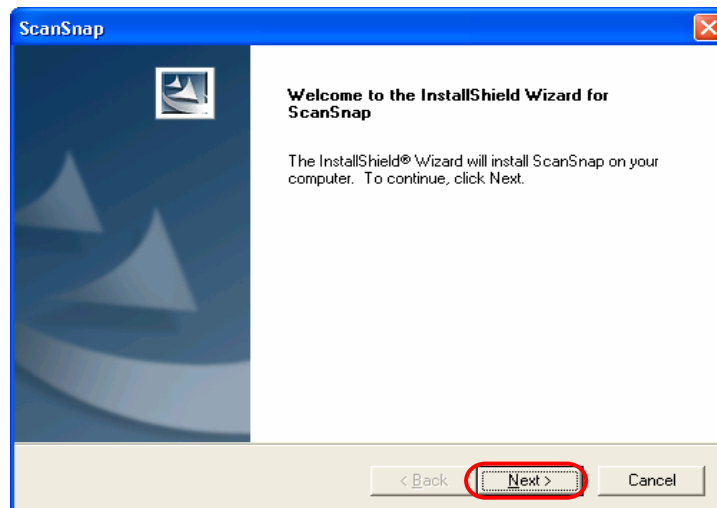 ScanSnap
Welcome to the InstallShield Wizard for
ScanSnap
The InstallShield® Wizard will install ScanSnap on your
computer. To continue, click Next.
< Back
Next >
Cancel